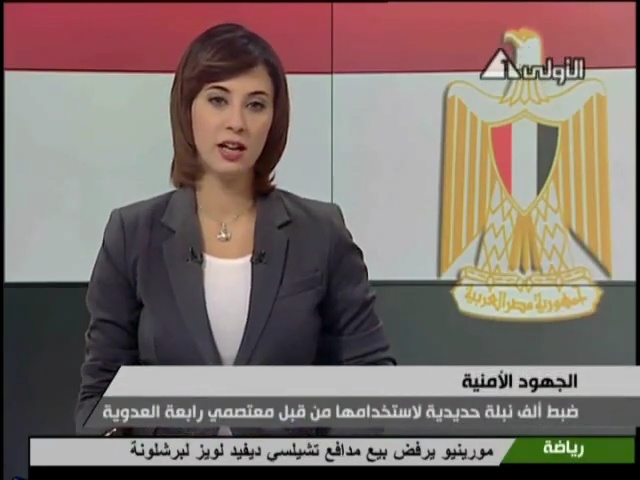 الأولى
جمهورية مصر العربية
الجهود الأمنية
ضبط ألف نبلة حديدية لاستخدامها من قبل معتصمي رابعة العدوية
رياضة
مورينيو يرفض بيع مدافع تشيلسي ديفيد لويز لبرشلونة